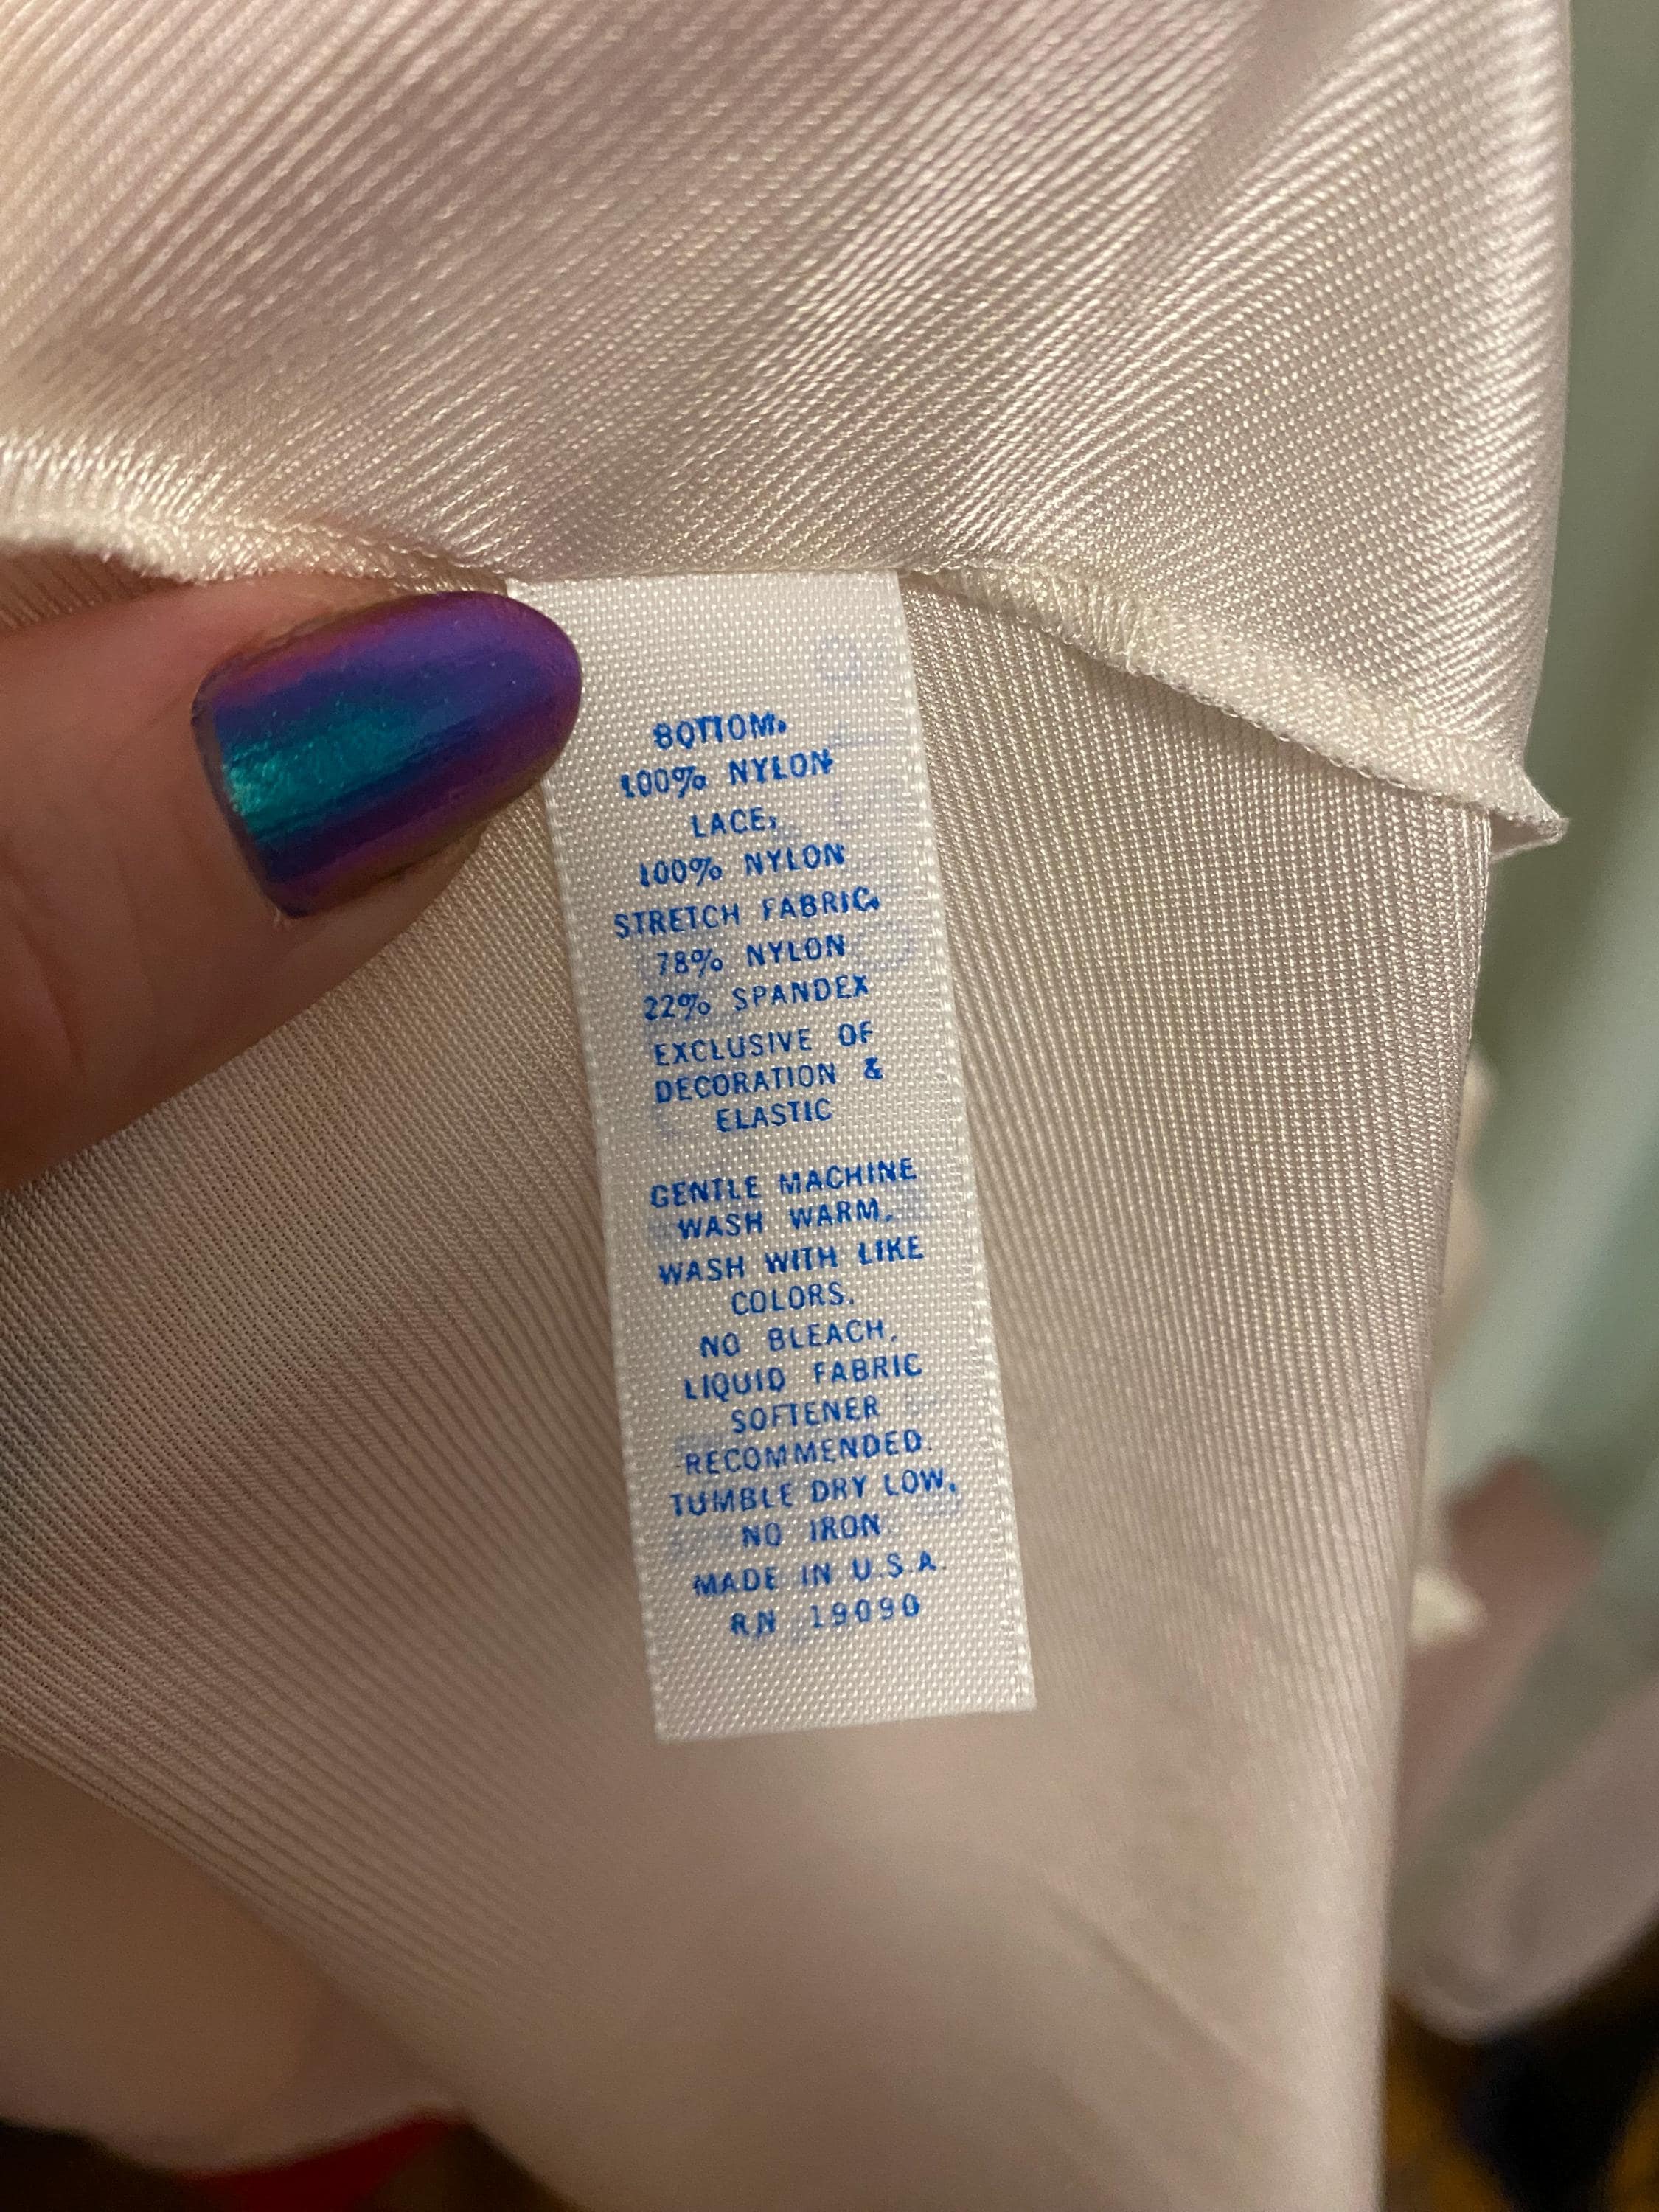 BOTTOM,
100% NYLON
LACE,
100% NYLON
STRETCH FABRIC,
78% NYLON
22% SPANDEX
EXCLUSIVE OF
DECORATION &
ELASTIC
GENTLE MACHINE
WASH WARM.
WASH WITH LIKE
COLORS.
NO BLEACH.
LIQUID FABRIC
SOFTENER
RECOMMENDED.
TUMBLE DRY LOW.
NO IRON
MADE IN U.S.A.
RN 19090